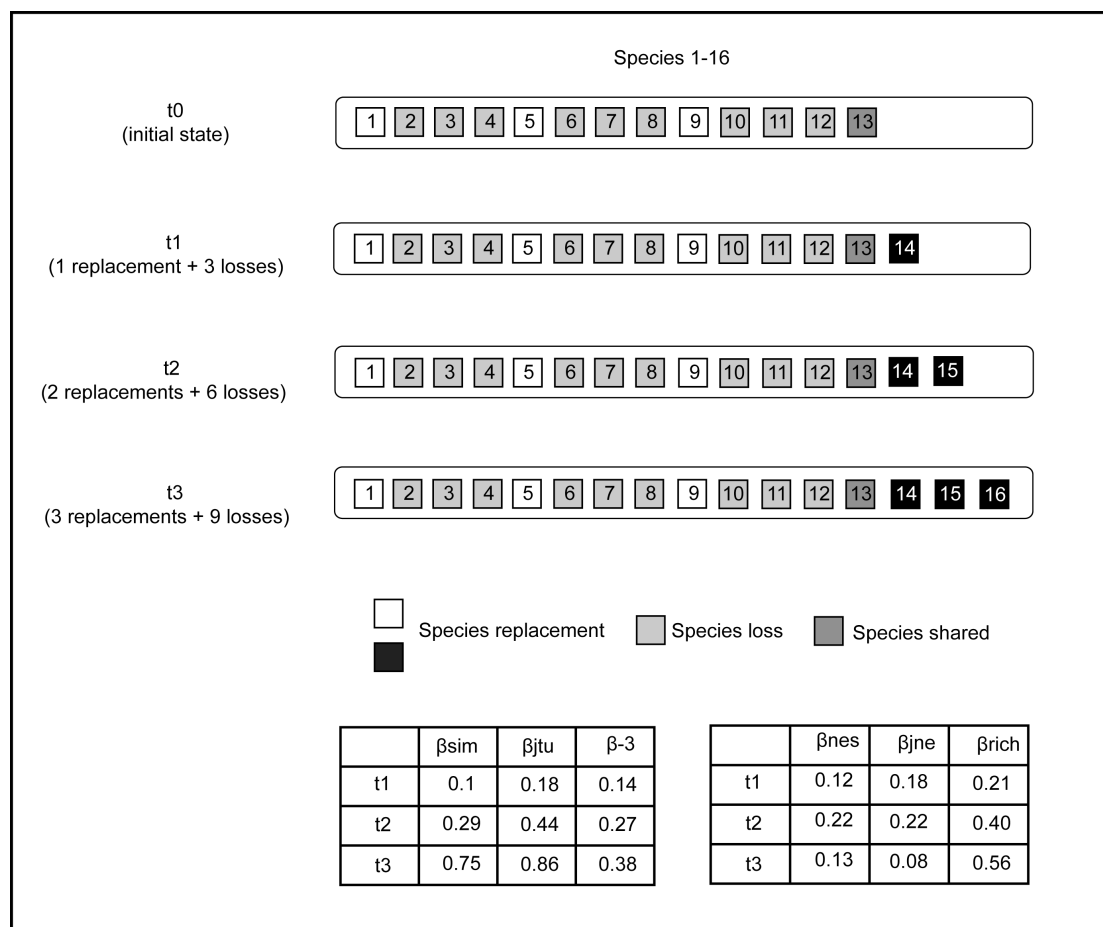 Species 1-16
t0
(initial state)
1 2 3 4 5 6 7 8 9 10 11 12 13
t1
(1 replacement + 3 losses)
1 2 3 4 5 6 7 8 9 10 11 12 13 14
t2
(2 replacements + 6 losses)
1 2 3 4 5 6 7 8 9 10 11 12 13 14 15
t3
(3 replacements + 9 losses)
1 2 3 4 5 6 7 8 9 10 11 12 13 14 15 16
Species replacement Species loss Species shared
βsim βjtu β-3
t1 0.1 0.18 0.14
t2 0.29 0.44 0.27
t3 0.75 0.86 0.38
βnes βjne βrich
t1 0.12 0.18 0.21
t2 0.22 0.22 0.40
t3 0.13 0.08 0.56